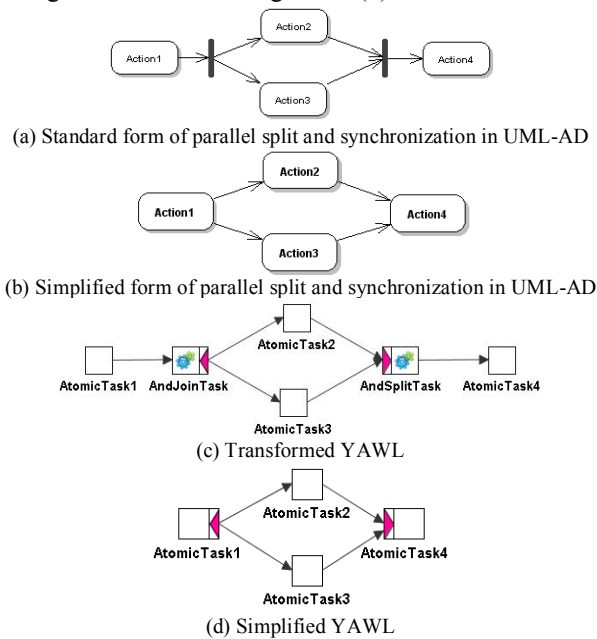 Action1
Action2
Action3
Action4
(a) Standard form of parallel split and synchronization in UML-AD
Action1
Action2
Action3
Action4
(b) Simplified form of parallel split and synchronization in UML-AD
AtomicTask1
AndJoinTask
AtomicTask2
AtomicTask3
AndSplitTask
AtomicTask4
(c) Transformed YAWL
AtomicTask1
AtomicTask2
AtomicTask3
AtomicTask4
(d) Simplified YAWL